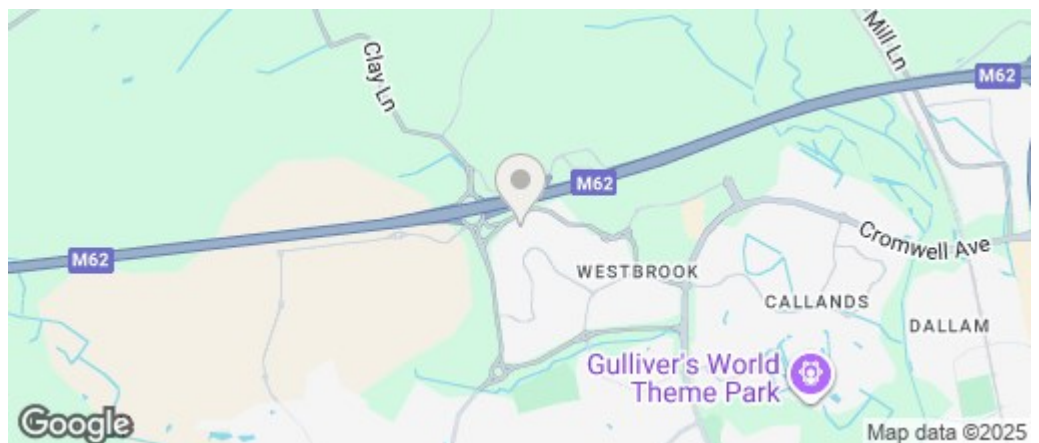 Clay Ln
Mill Ln
M62
M62
M62
Cromwell Ave
WESTBROOK
CALLANDS
DALLAM
Gulliver's World
Theme Park
Google
Map data ©2025